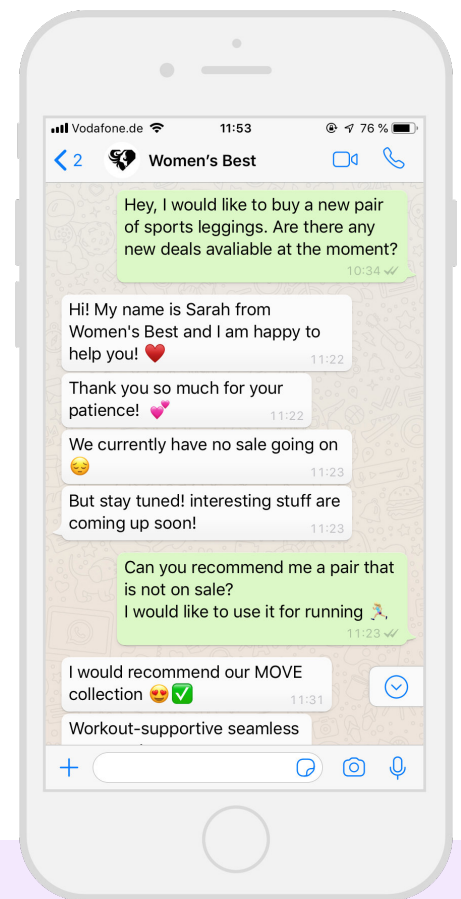 Vodafone.de 11:53 76 %
2 Women's Best
Hey, I would like to buy a new pair
of sports leggings. Are there any
new deals avaliable at the moment?
10:34
Hi! My name is Sarah from
Women's Best and I am happy to
help you! ❤️
11:22
Thank you so much for your
patience! 💕
11:22
We currently have no sale going on
😔
11:23
But stay tuned! interesting stuff are
coming up soon!
11:23
Can you recommend me a pair that
is not on sale?
I would like to use it for running 🏃🏼‍♀️
11:23
I would recommend our MOVE
collection 😍✅
11:31
Workout-supportive seamless